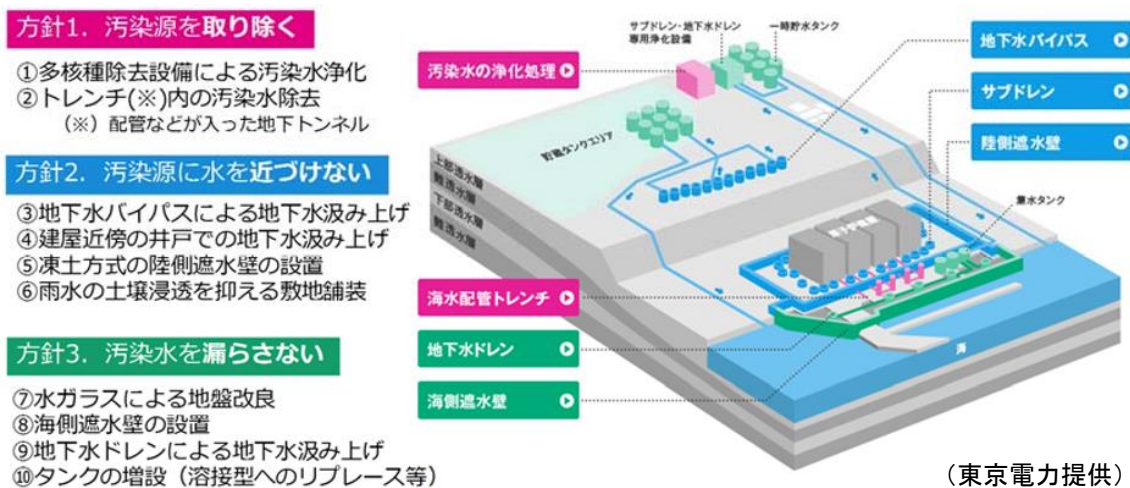 方針1. 汚染源を取り除く
①多核種除去設備による汚染水浄化
②トレンチ(※)内の汚染水除去
(※) 配管などが入った地下トンネル
方針2. 汚染源に水を近づけない
③地下水バイパスによる地下水汲み上げ
④建屋近傍の井戸での地下水汲み上げ
⑤凍土方式の陸側遮水壁の設置
⑥雨水の土壌浸透を抑える敷地舗装
方針3. 汚染水を漏らさない
⑦水ガラスによる地盤改良
⑧海側遮水壁の設置
⑨地下水ドレンによる地下水汲み上げ
⑩タンクの増設（溶接型へのリプレース等）
サブドレン・地下水ドレン
専用浄化設備
一時貯水タンク
汚染水の浄化処理
地下水バイパス
サブドレン
陸側遮水壁
貯蔵タンクエリア
上部透水層
難透水層
下部透水層
難透水層
集水タンク
原子炉建屋
海水配管トレンチ
地下水ドレン
海側遮水壁
海
（東京電力提供）